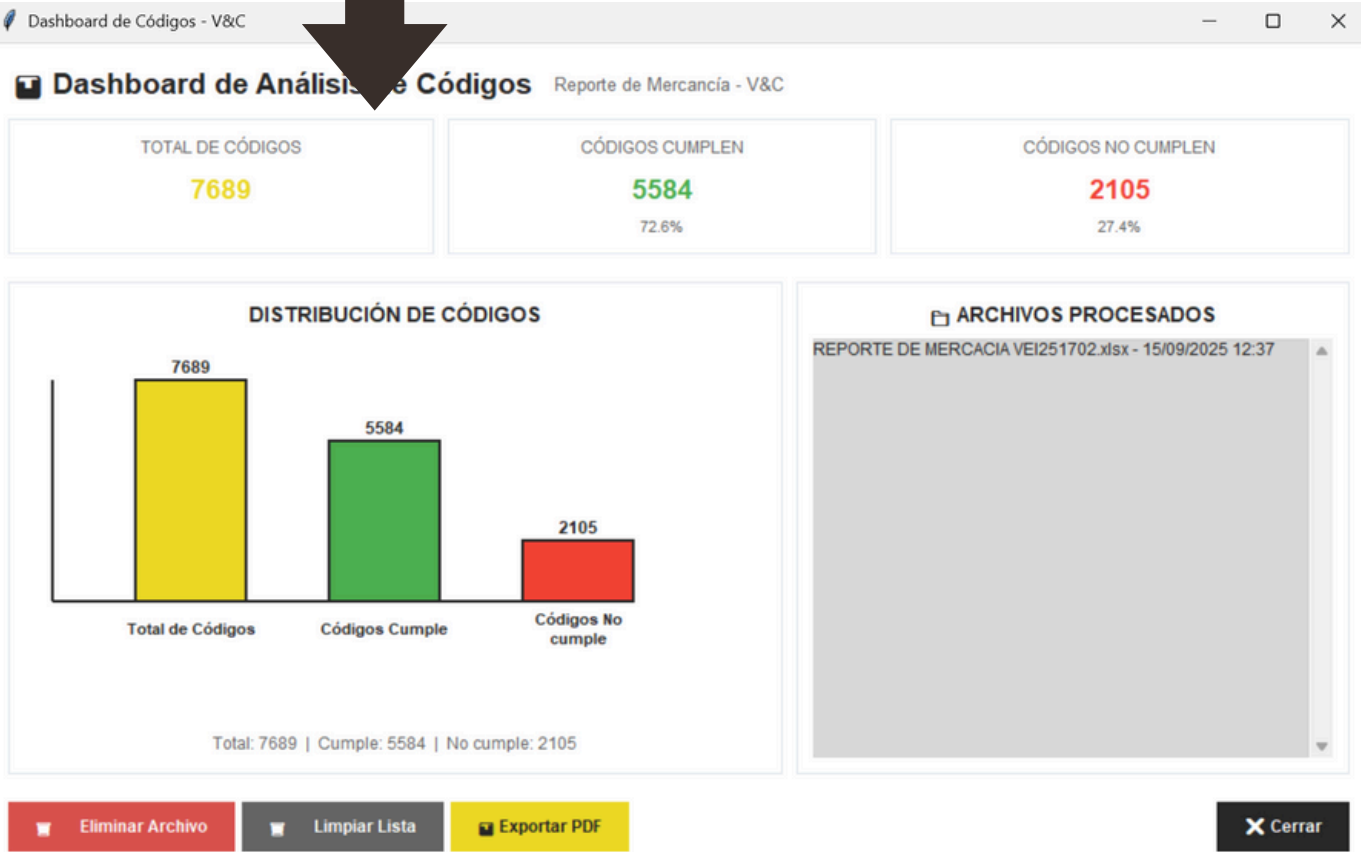 Dashboard de Códigos - V&C
Dashboard de Análisis e Códigos Reporte de Mercancía - V&C
TOTAL DE CÓDIGOS
7689
CÓDIGOS CUMPLEN
5584
72.6%
CÓDIGOS NO CUMPLEN
2105
27.4%
DISTRIBUCIÓN DE CÓDIGOS
7689
5584
2105
Total de Códigos
Códigos Cumple
Códigos No
cumple
Total: 7689 | Cumple: 5584 | No cumple: 2105
ARCHIVOS PROCESADOS
REPORTE DE MERCACIA VEI251702.xlsx - 15/09/2025 12:37
Eliminar Archivo
Limpiar Lista
Exportar PDF
Cerrar